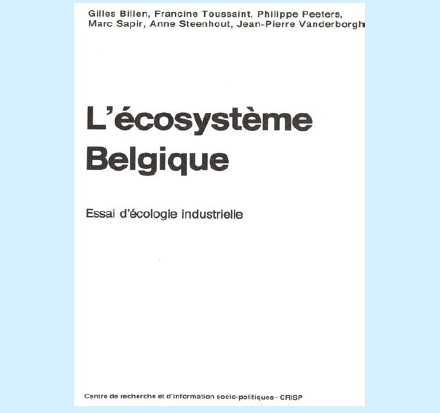 Gilles Billen, Francine Toussaint, Philippe Peeters,
Marc Sapir, Anne Steenhout, Jean-Pierre Vanderborgh
L'écosystème
Belgique
Essai d'écologie industrielle
Centre de recherche et d'information socio-politiques - CRISP